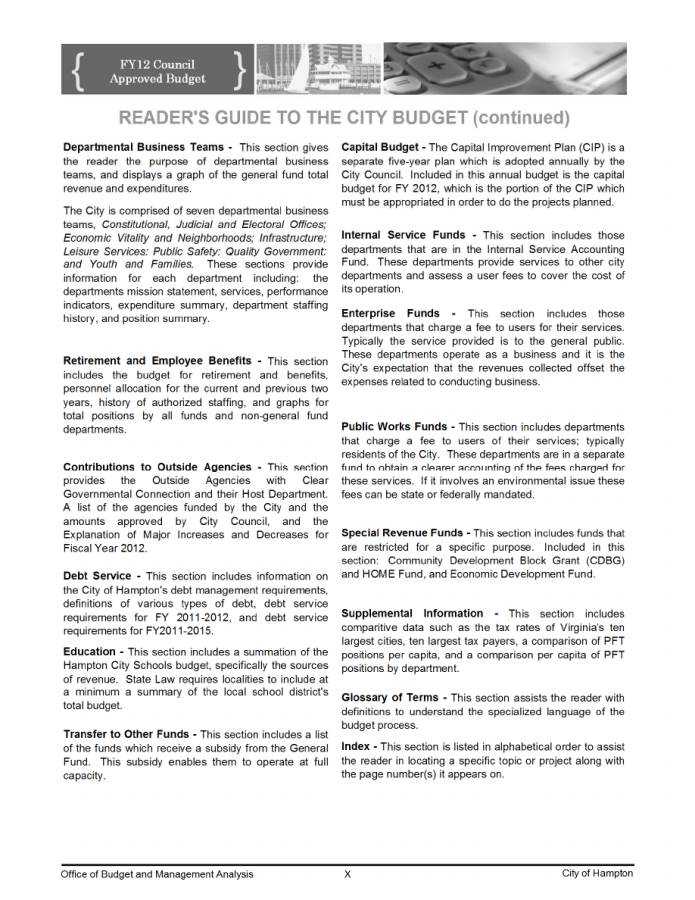 FY12 Council
Approved Budget
READER'S GUIDE TO THE CITY BUDGET (continued)
Departmental Business Teams - This section gives
the reader the purpose of departmental business
teams, and displays a graph of the general fund total
revenue and expenditures.
The City is comprised of seven departmental business
teams, Constitutional, Judicial and Electoral Offices;
Economic Vitality and Neighborhoods; Infrastructure;
Leisure Services: Public Safety: Quality Government:
and Youth and Families. These sections provide
information for each department including: the
departments mission statement, services, performance
indicators, expenditure summary, department staffing
history, and position summary.
Retirement and Employee Benefits - This section
includes the budget for retirement and benefits,
personnel allocation for the current and previous two
years, history of authorized staffing, and graphs for
total positions by all funds and non-general fund
departments.
Contributions to Outside Agencies - This section
provides the Outside Agencies with Clear
Governmental Connection and their Host Department.
A list of the agencies funded by the City and the
amounts approved by City Council, and the
Explanation of Major Increases and Decreases for
Fiscal Year 2012.
Debt Service - This section includes information on
the City of Hampton's debt management requirements,
definitions of various types of debt, debt service
requirements for FY 2011-2012, and debt service
requirements for FY2011-2015.
Education - This section includes a summation of the
Hampton City Schools budget, specifically the sources
of revenue. State Law requires localities to include at
a minimum a summary of the local school district's
total budget.
Transfer to Other Funds - This section includes a list
of the funds which receive a subsidy from the General
Fund. This subsidy enables them to operate at full
capacity.
Capital Budget - The Capital Improvement Plan (CIP) is a
separate five-year plan which is adopted annually by the
City Council. Included in this annual budget is the capital
budget for FY 2012, which is the portion of the CIP which
must be appropriated in order to do the projects planned.
Internal Service Funds - This section includes those
departments that are in the Internal Service Accounting
Fund. These departments provide services to other city
departments and assess a user fees to cover the cost of
its operation.
Enterprise Funds - This section includes those
departments that charge a fee to users for their services.
Typically the service provided is to the general public.
These departments operate as a business and it is the
City's expectation that the revenues collected offset the
expenses related to conducting business.
Public Works Funds - This section includes departments
that charge a fee to users of their services; typically
residents of the City. These departments are in a separate
fund to obtain a clearer accounting of the fees charged for
these services. If it involves an environmental issue these
fees can be state or federally mandated.
Special Revenue Funds - This section includes funds that
are restricted for a specific purpose. Included in this
section: Community Development Block Grant (CDBG)
and HOME Fund, and Economic Development Fund.
Supplemental Information - This section includes
comparitive data such as the tax rates of Virginia's ten
largest cities, ten largest tax payers, a comparison of PFT
positions per capita, and a comparison per capita of PFT
positions by department.
Glossary of Terms - This section assists the reader with
definitions to understand the specialized language of the
budget process.
Index - This section is listed in alphabetical order to assist
the reader in locating a specific topic or project along with
the page number(s) it appears on.
Office of Budget and Management Analysis X City of Hampton